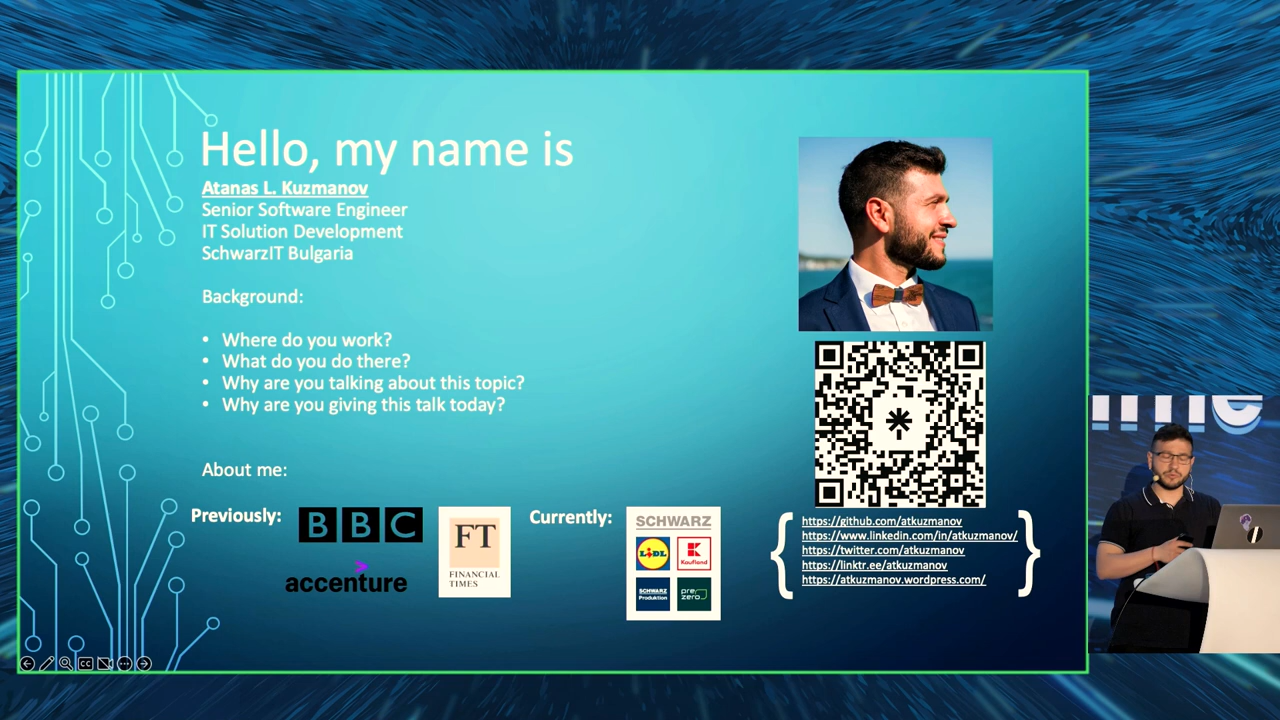 Hello, my name is
Atanas L. Kuzmanov
Senior Software Engineer
IT Solution Development
SchwarzIT Bulgaria
Background:
• Where do you work?
• What do you do there?
• Why are you talking about this topic?
• Why are you giving this talk today?
About me:
Previously:
BBC
accenture
FT
FINANCIAL
TIMES
Currently:
SCHWARZ
LIDL
K
Kaufland
SCHWARZ
Produktion
pre
zero
{
https://github.com/atkuzmanov
https://www.linkedin.com/in/atkuzmanov/
https://twitter.com/atkuzmanov
https://linktr.ee/atkuzmanov
https://atkuzmanov.wordpress.com/
}
CC